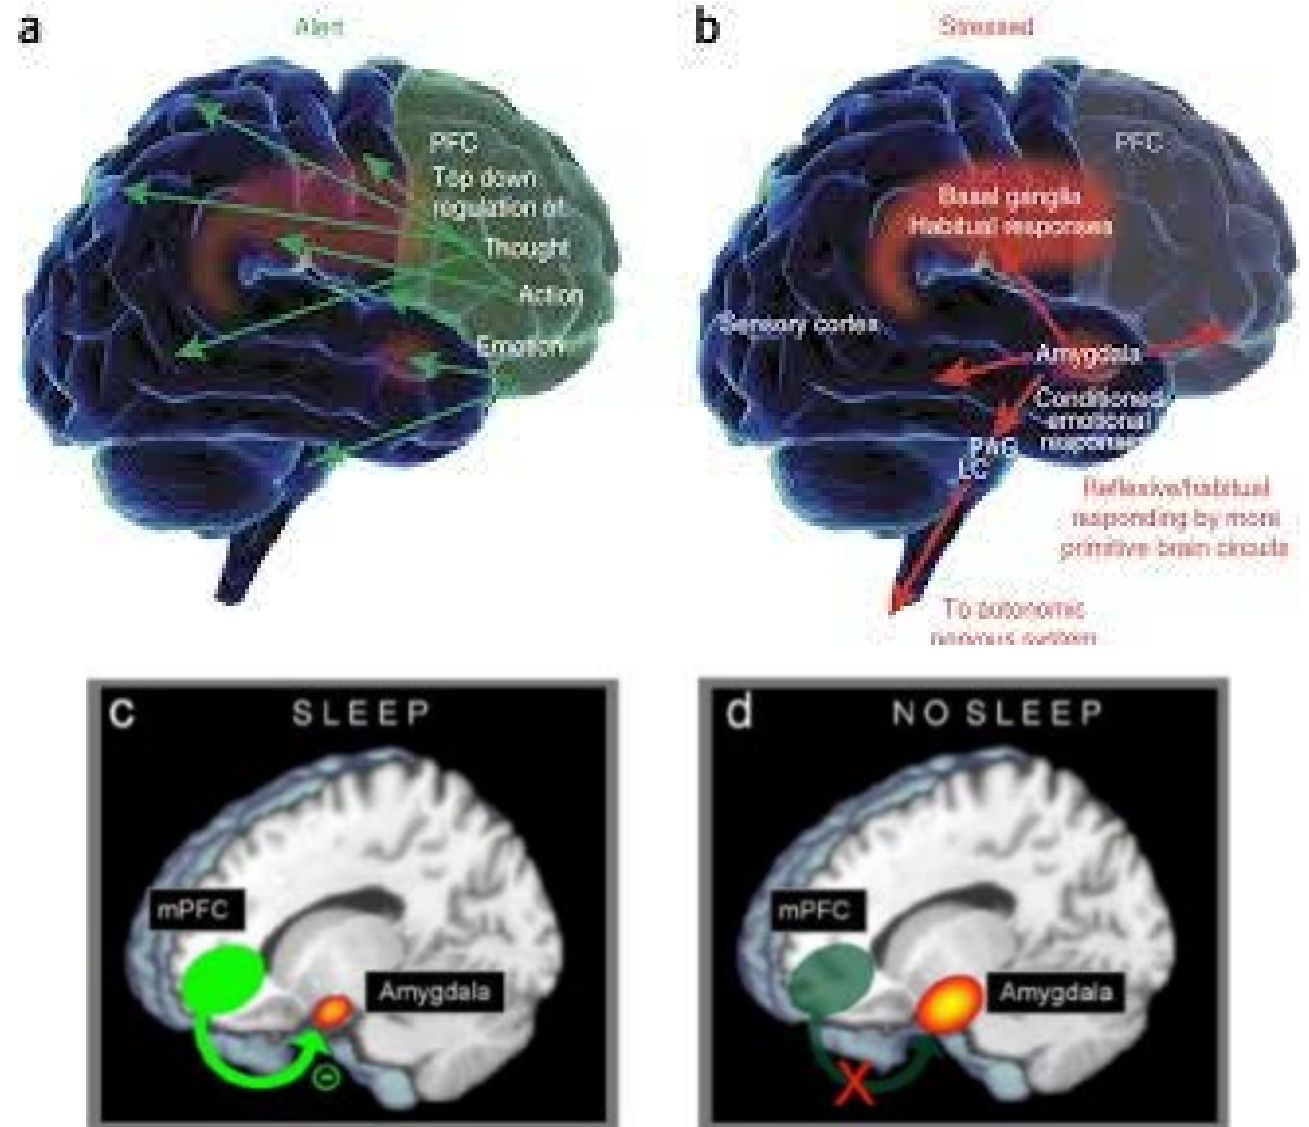 a
Alert
PFC
Top down
regulation of
Thought
Action
Emotion
b
Stressed
PFC
Basal ganglia
Habitual responses
Sensory cortex
Amygdala
Conditioned
emotional
responses
PAG
LC
Reflexive/habitual
responding by more
primitive brain circuits
To autonomic
nervous system
c
SLEEP
mPFC
Amygdala
-
d
NO SLEEP
mPFC
Amygdala
X